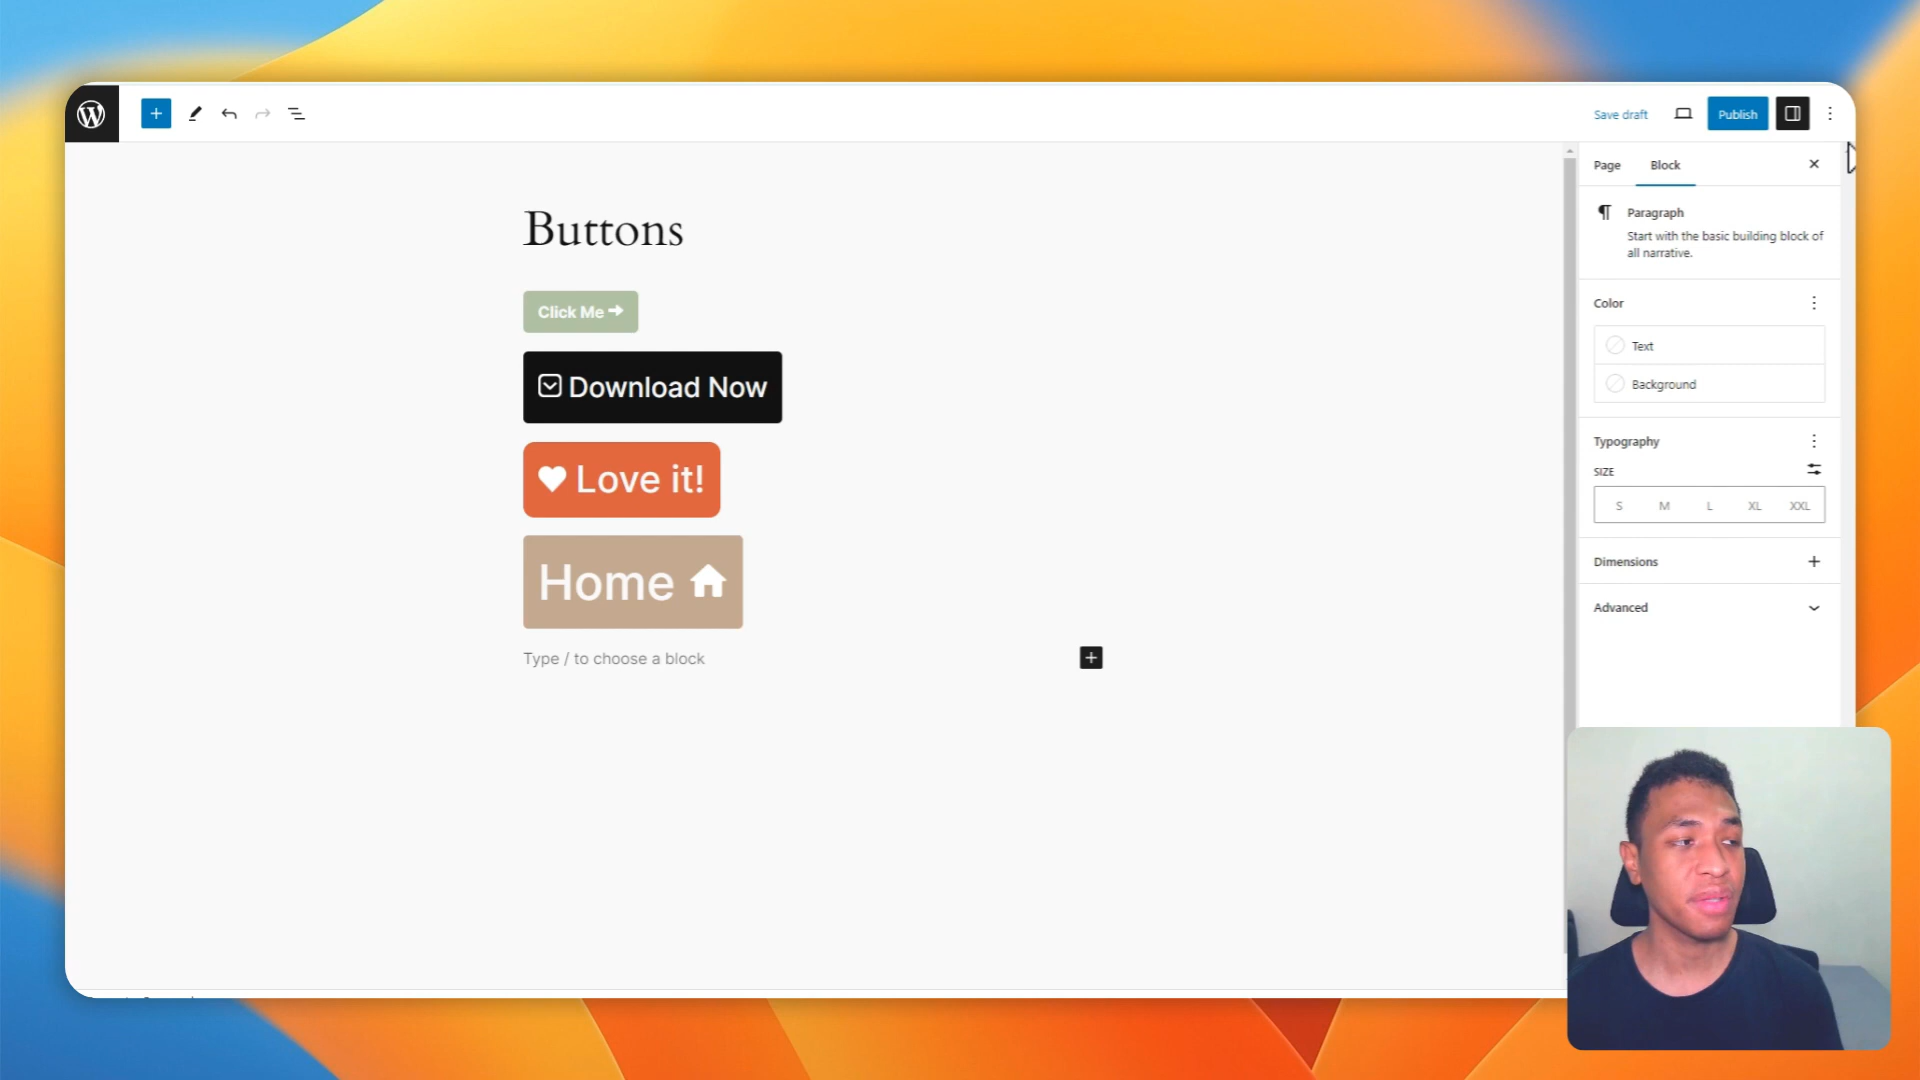 Save draft
Publish
Page
Block
Buttons
Paragraph
Start with the basic building block of
all narrative.
Click Me
Color
Text
Download Now
Background
Typography
SIZE
Love it!
S M L XL XXL
Home
Dimensions
Advanced
Type / to choose a block